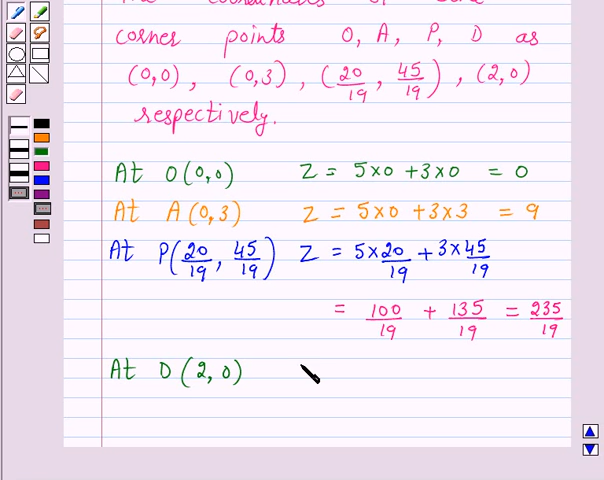 corner points O, A, P, D as
(0,0), (0,3), (20/19, 45/19), (2,0)
respectively.
At O(0,0) Z = 5×0 + 3×0 = 0
At A(0,3) Z = 5×0 + 3×3 = 9
At P(20/19, 45/19) Z = 5×20/19 + 3×45/19
= 100/19 + 135/19 = 235/19
At D(2,0)